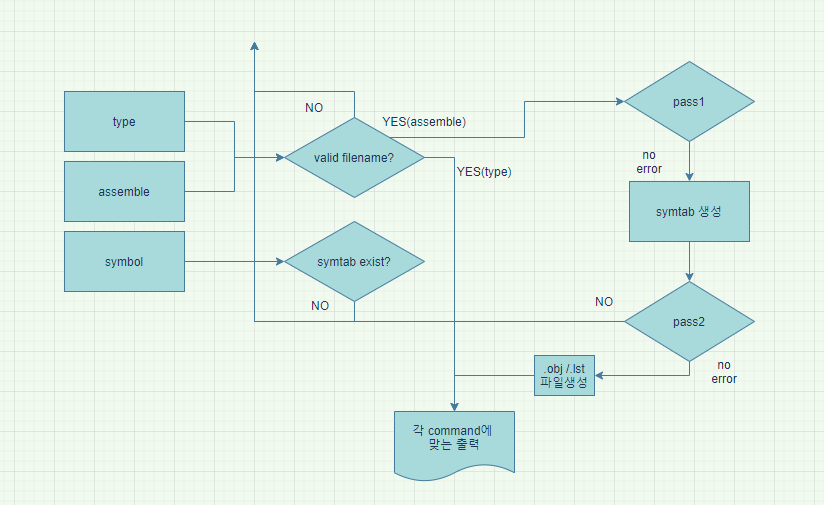 type
assemble
symbol
NO
valid filename?
YES(assemble)
YES(type)
symtab exist?
NO
pass1
no
error
symtab 생성
NO
pass2
no
error
.obj /.lst
파일생성
각 command에
맞는 출력